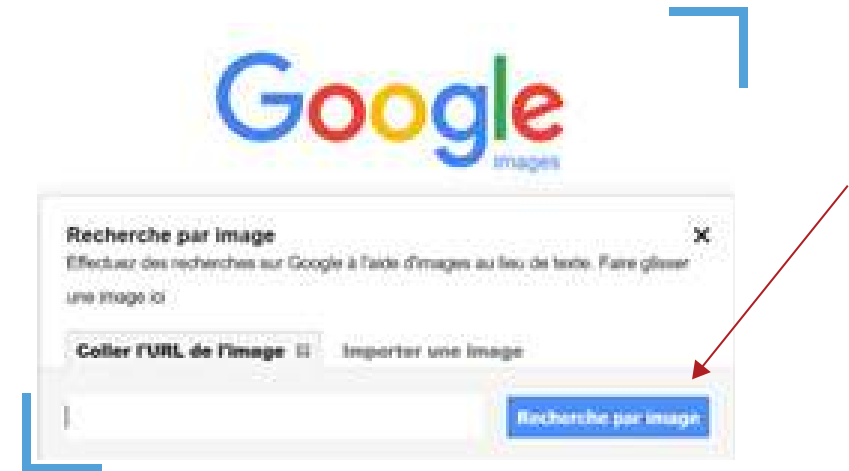 Google
images
Recherche par image
×
Effectuez des recherches sur Google à l'aide d'images au lieu de texte. Faire glisser
une image ici
Coller l'URL de l'image
Importer une image
Recherche par image